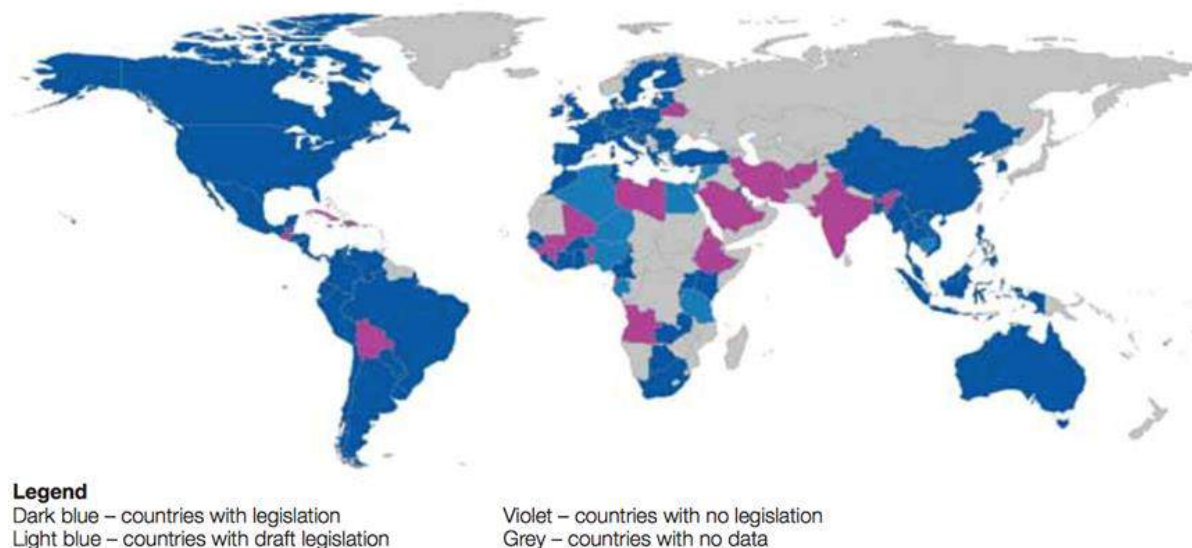 Legend
Dark blue – countries with legislation
Light blue – countries with draft legislation
Violet – countries with no legislation
Grey – countries with no data